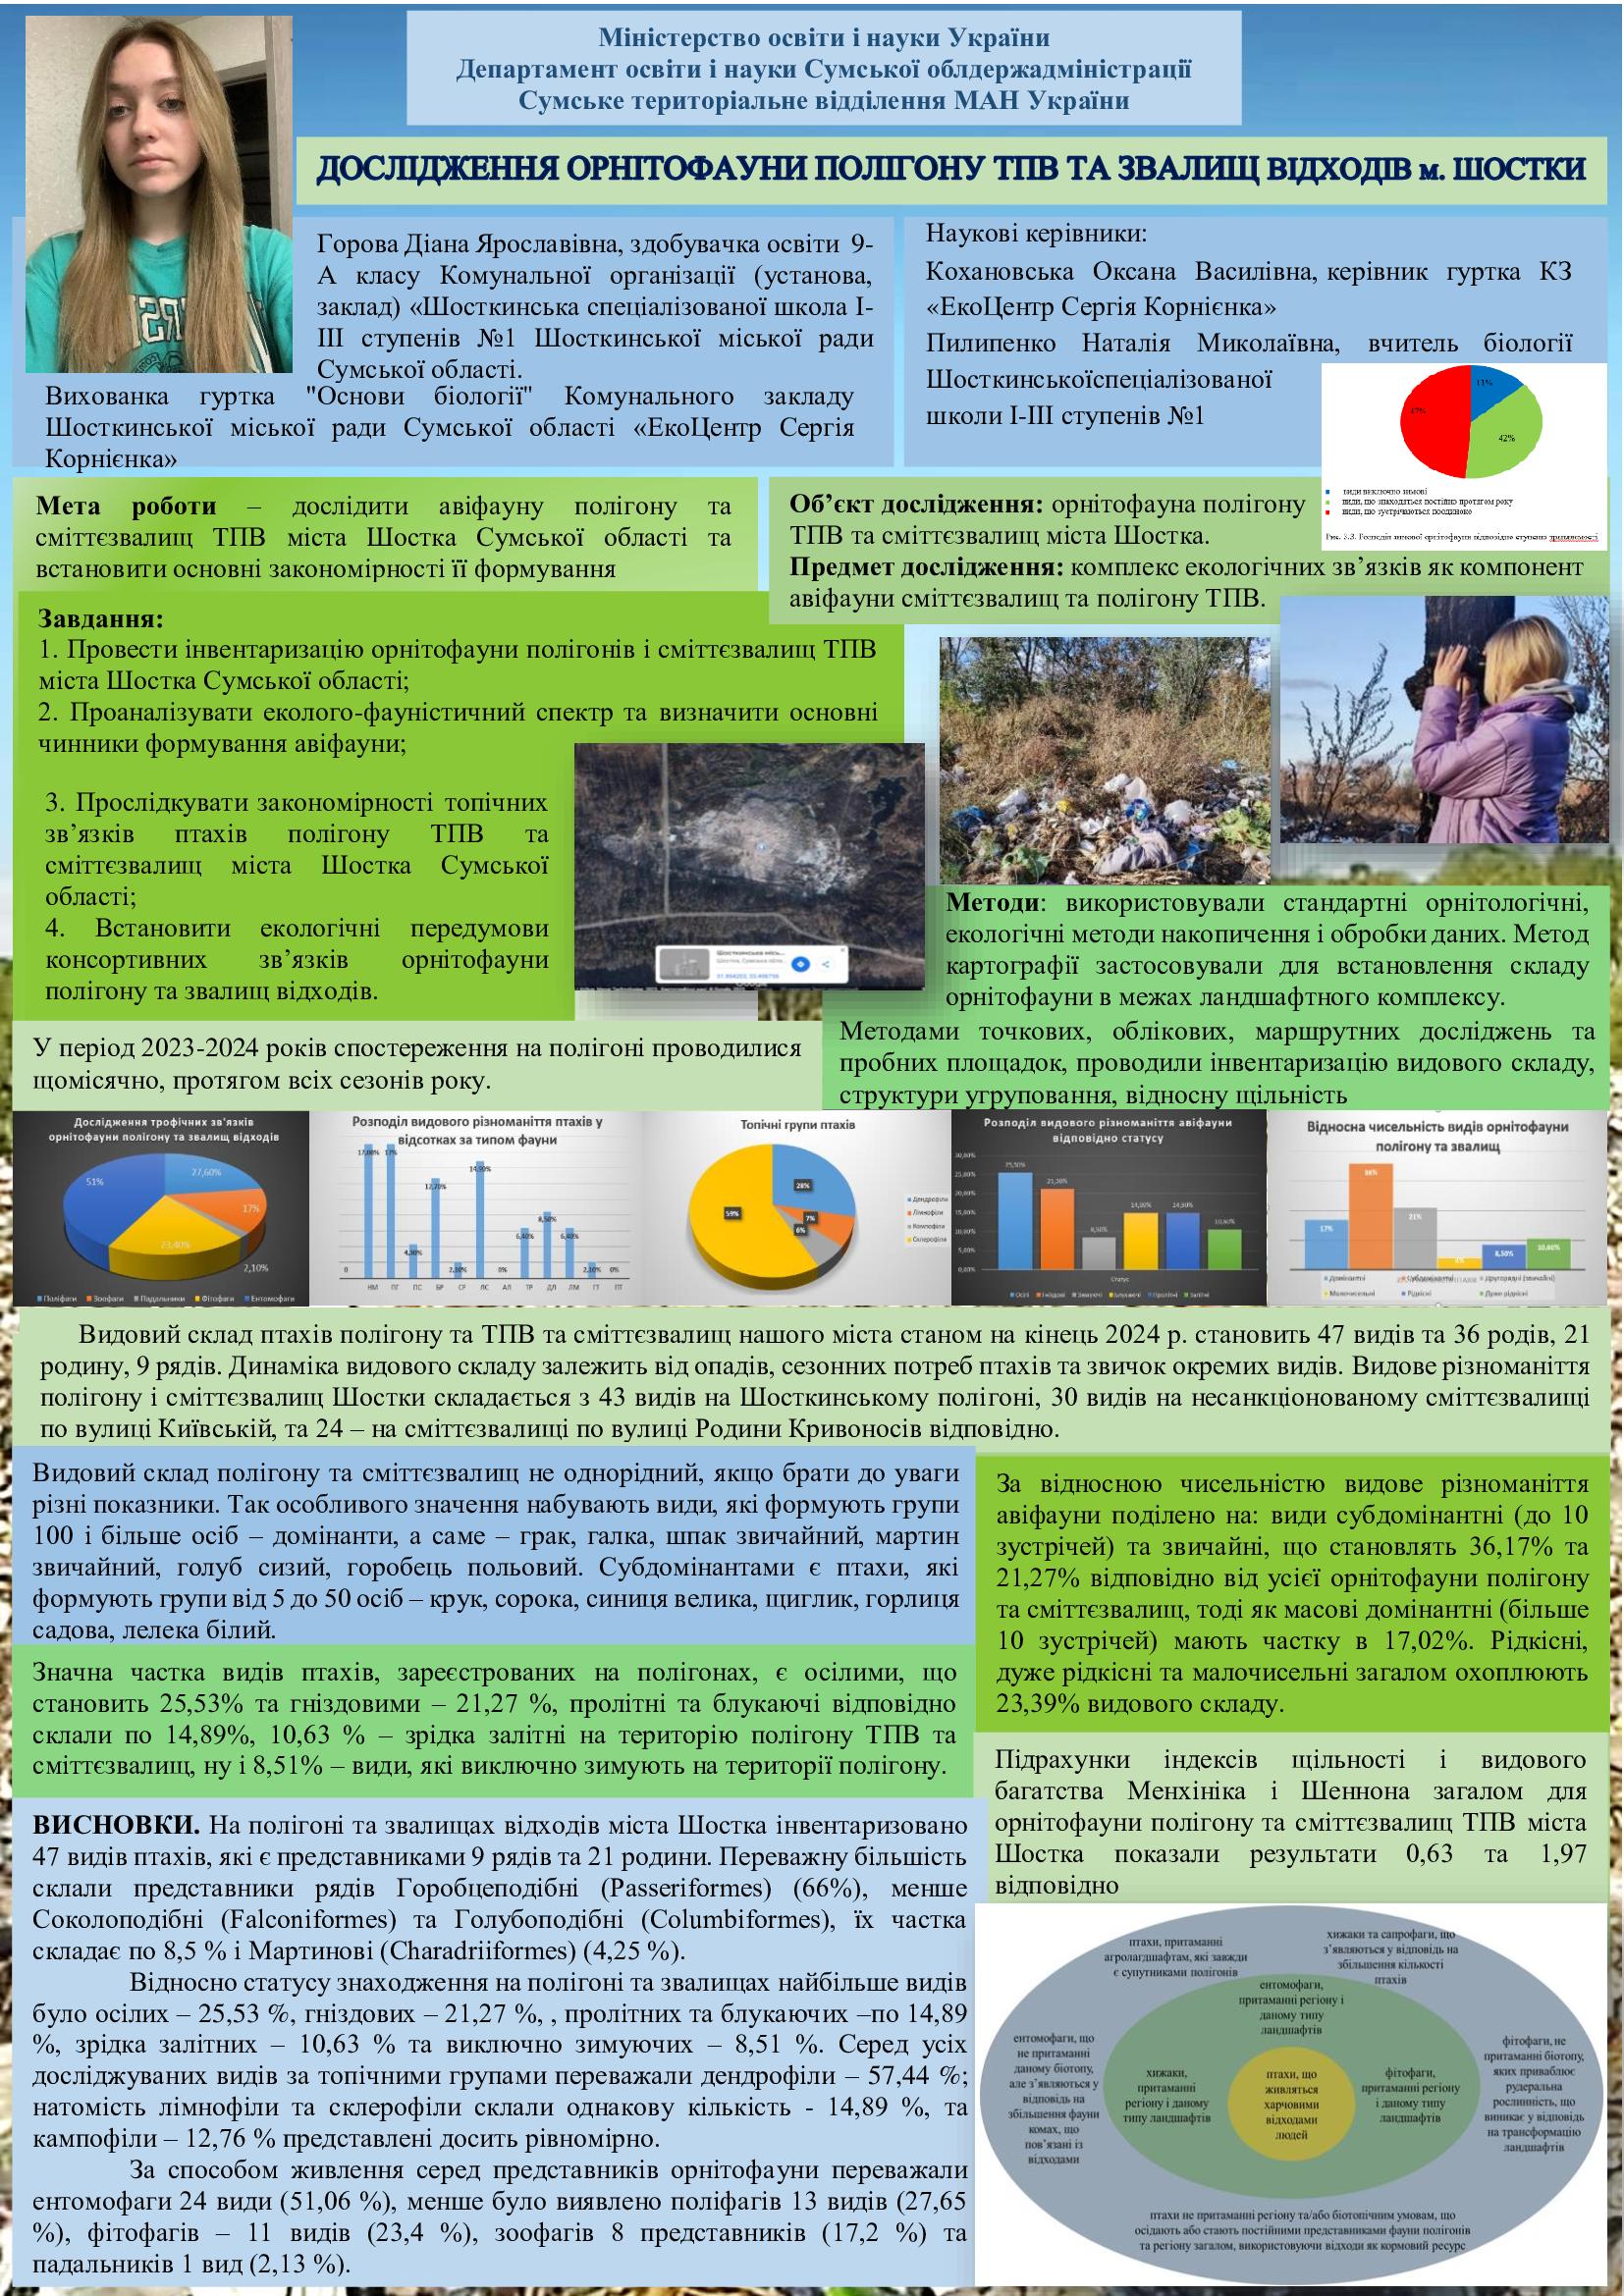 Міністерство освіти і науки України
Департамент освіти і науки Сумської облдержадміністрації
Сумське територіальне відділення МАН України
ДОСЛІДЖЕННЯ ОРНІТОФАУНИ ПОЛІГОНУ ТПВ ТА ЗВАЛИЩ ВІДХОДІВ м. ШОСТКИ
Горова Діана Ярославівна, здобувачка освіти 9-
А класу Комунальної організації (установа,
заклад) «Шосткинська спеціалізованої школа І-
ІІІ ступенів №1 Шосткинської міської ради
Сумської області.
Вихованка гуртка "Основи біології" Комунального закладу
Шосткинської міської ради Сумської області «ЕкоЦентр Сергія
Корнієнка»
Наукові керівники:
Кохановська Оксана Василівна, керівник гуртка КЗ
«ЕкоЦентр Сергія Корнієнка»
Пилипенко Наталія Миколаївна, вчитель біології
Шосткинськоїспеціалізованої
школи І-ІІІ ступенів №1
11%
47%
42%
види виключно зимові
види, що знаходяться постійно протягом року
види, що зустрічаються поодиноко
Рис. 3.3. Розподіл зимової орнітофауни відповідно ступеня
Мета роботи – дослідити авіфауну полігону та
сміттєзвалищ ТПВ міста Шостка Сумської області та
встановити основні закономірності її формування
Об’єкт дослідження: орнітофауна полігону
ТПВ та сміттєзвалищ міста Шостка.
Предмет дослідження: комплекс екологічних зв’язків як компонент
авіфауни сміттєзвалищ та полігону ТПВ.
Завдання:
1. Провести інвентаризацію орнітофауни полігонів і сміттєзвалищ ТПВ
міста Шостка Сумської області;
2. Проаналізувати еколого-фауністичний спектр та визначити основні
чинники формування авіфауни;
3. Прослідкувати закономірності топічних
зв’язків птахів полігону ТПВ та
сміттєзвалищ міста Шостка Сумської
області;
4. Встановити екологічні передумови
консортивних зв’язків орнітофауни
полігону та звалищ відходів.
Шосткинська місь...
Методи: використовували стандартні орнітологічні,
екологічні методи накопичення і обробки даних. Метод
картографії застосовували для встановлення складу
орнітофауни в межах ландшафтного комплексу.
Методами точкових, облікових, маршрутних досліджень та
пробних площадок, проводили інвентаризацію видового складу,
структури угруповання, відносну щільність
У період 2023-2024 років спостереження на полігоні проводилися
щомісячно, протягом всіх сезонів року.
Дослідження трофічних зв'язків
орнітофауни полігону та звалищ відходів
51%
27,60%
17%
23,40%
2,10%
Поліфаги Зоофаги Падальники Фітофаги Ентомофаги
Розподіл видового різноманіття птахів у
відсотках за типом фауни
17,00% 17%
14,90%
12,70%
8,50%
4,30% 6,40% 6,40%
0 2,10% 0% 2,10% 0%
НМ ПГ ПС БР СР ЛС АЛ ТР ДЛ ЛМ ГТ ПТ
Топічні групи птахів
28%
59%
7%
6%
Дендрофіли
Лімнофіли
Кампофіли
Склерофіли
Розподіл видового різноманіття авіфауни
відповідно статусу
30,00%
25,00%
20,00%
15,00%
10,00%
5,00%
0,00%
25,50%
21,30%
8,50%
14,90%
14,90%
10,60%
Статус
Осілі Гніздові Зимуючі Блукаючі Пролітні Залітні
Відносна чисельність видів орнітофауни
полігону та звалищ
36%
17%
21%
8,50%
10,60%
Домінантні Субдомінантні Другорядні (звичайні)
Малочисельні Рідкісні Дуже рідкісні
Видовий склад птахів полігону та ТПВ та сміттєзвалищ нашого міста станом на кінець 2024 р. становить 47 видів та 36 родів, 21
родину, 9 рядів. Динаміка видового складу залежить від опадів, сезонних потреб птахів та звичок окремих видів. Видове різноманіття
полігону і сміттєзвалищ Шостки складається з 43 видів на Шосткинському полігоні, 30 видів на несанкціонованому сміттєзвалищі
по вулиці Київській, та 24 – на сміттєзвалищі по вулиці Родини Кривоносів відповідно.
Видовий склад полігону та сміттєзвалищ не однорідний, якщо брати до уваги
різні показники. Так особливого значення набувають види, які формують групи
100 і більше осіб – домінанти, а саме – грак, галка, шпак звичайний, мартин
звичайний, голуб сизий, горобець польовий. Субдомінантами є птахи, які
формують групи від 5 до 50 осіб – крук, сорока, синиця велика, щиглик, горлиця
садова, лелека білий.
Значна частка видів птахів, зареєстрованих на полігонах, є осілими, що
становить 25,53% та гніздовими – 21,27 %, пролітні та блукаючі відповідно
склали по 14,89%, 10,63 % – зрідка залітні на територію полігону ТПВ та
сміттєзвалищ, ну і 8,51% – види, які виключно зимують на території полігону.
За відносною чисельністю видове різноманіття
авіфауни поділено на: види субдомінантні (до 10
зустрічей) та звичайні, що становлять 36,17% та
21,27% відповідно від усієї орнітофауни полігону
та сміттєзвалищ, тоді як масові домінантні (більше
10 зустрічей) мають частку в 17,02%. Рідкісні,
дуже рідкісні та малочисельні загалом охоплюють
23,39% видового складу.
Підрахунки індексів щільності і видового
багатства Менхініка і Шеннона загалом для
орнітофауни полігону та сміттєзвалищ ТПВ міста
Шостка показали результати 0,63 та 1,97
відповідно
ВИСНОВКИ. На полігоні та звалищах відходів міста Шостка інвентаризовано
47 видів птахів, які є представниками 9 рядів та 21 родини. Переважну більшість
склали представники рядів Горобцеподібні (Passeriformes) (66%), менше
Соколоподібні (Falconiformes) та Голубоподібні (Columbiformes), їх частка
складає по 8,5 % і Мартинові (Charadriiformes) (4,25 %).
Відносно статусу знаходження на полігоні та звалищах найбільше видів
було осілих – 25,53 %, гніздових – 21,27 %, , пролітних та блукаючих –по 14,89
%, зрідка залітних – 10,63 % та виключно зимуючих – 8,51 %. Серед усіх
досліджуваних видів за топічними групами переважали дендрофіли – 57,44 %;
натомість лімнофіли та склерофіли склали однакову кількість - 14,89 %, та
кампофіли – 12,76 % представлені досить рівномірно.
За способом живлення серед представників орнітофауни переважали
ентомофаги 24 види (51,06 %), менше було виявлено поліфагів 13 видів (27,65
%), фітофагів – 11 видів (23,4 %), зоофагів 8 представників (17,2 %) та
падальників 1 вид (2,13 %).
птахи, притаманні
агролагдшафтам, які завжди
є супутниками полігонів
хижаки та сапрофаги, що
з’являються у відповідь на
збільшення кількості
птахів
ентомофаги,
притаманні регіону і
даному типу
ландшафтів
ентомофаги, що
не притаманні
даному біотопу,
але з’являються у
відповідь на
збільшення фауни
комах, що
пов’язані із
відходами
хижаки,
притаманні
регіону і даному
типу ландшафтів
птахи, що
живляться
харчовими
відходами
людей
фітофаги,
притаманні регіону
і даному типу
ландшафтів
фітофаги, не
притаманні біотопу,
яких приваблює
рудеральна
рослинність, що
виникає у відповідь
на трансформацію
ландшафтів
птахи не притаманні регіону та/або біотопічним умовам, що
осідають або стають постійними представниками фауни полігонів
та регіону загалом, використовуючи відходи як кормовий ресурс